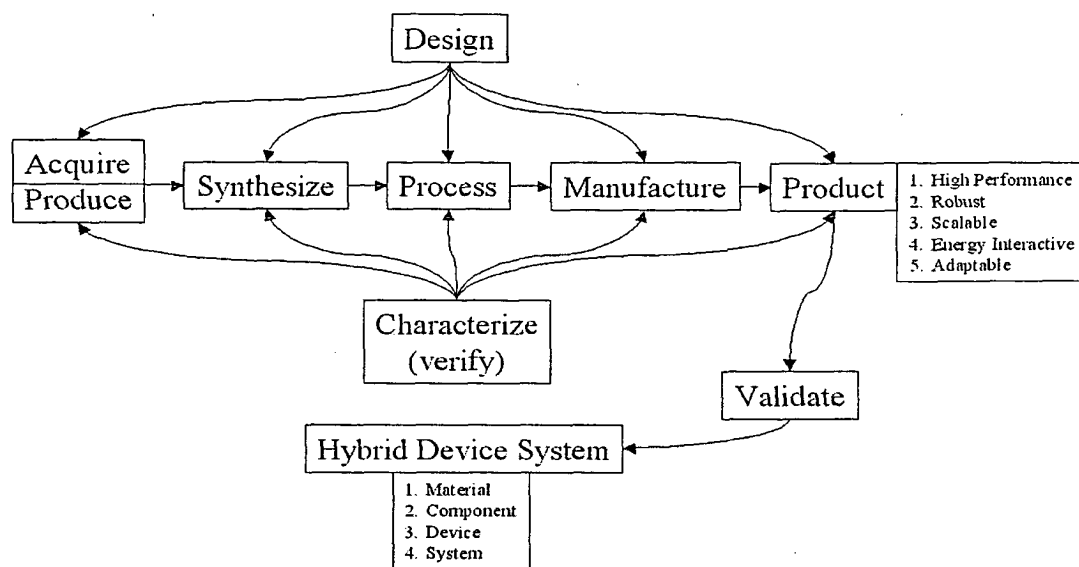 Design
Acquire
Produce
Synthesize
Process
Manufacture
Product
1. High Performance
2. Robust
3. Scalable
4. Energy Interactive
5. Adaptable
Characterize
(verify)
Validate
Hybrid Device System
1. Material
2. Component
3. Device
4. System